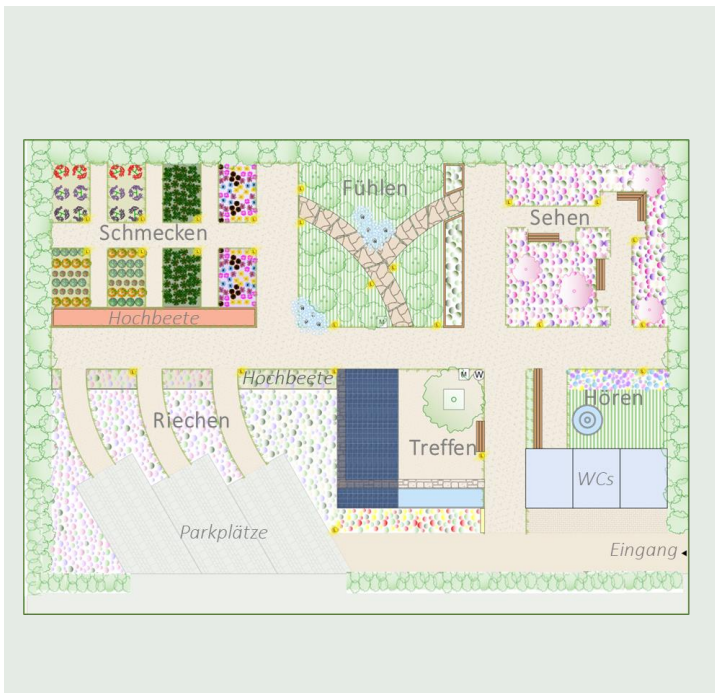 Fühlen
Sehen
Schmecken
Hochbeete
Hochbeete
M W
Hören
Riechen
Treffen
WCs
Parkplätze
Eingang